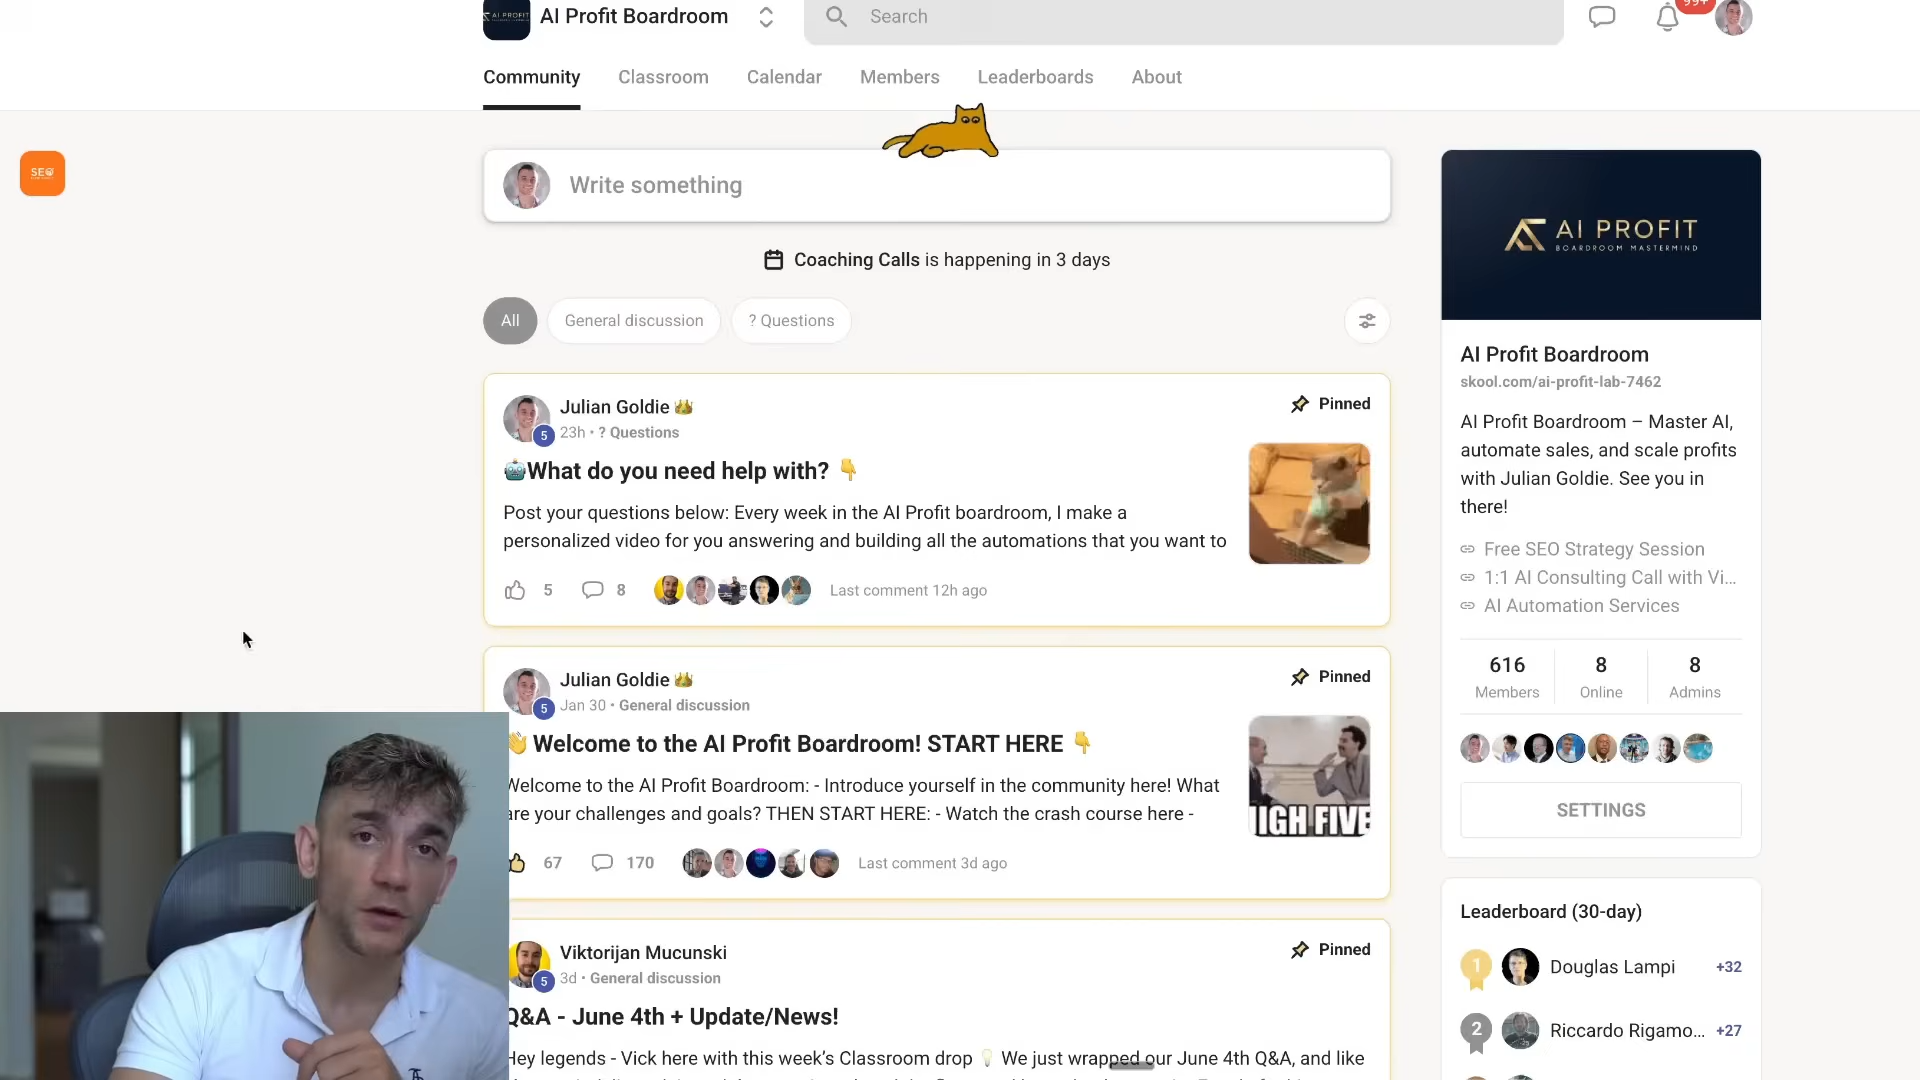 AI PROFIT
AI Profit Boardroom
Search
99+
Community
Classroom
Calendar
Members
Leaderboards
About
SEO
Write something
Coaching Calls is happening in 3 days
All
General discussion
? Questions
Julian Goldie
Pinned
5
23h • ? Questions
🤖What do you need help with? 👇
Post your questions below: Every week in the AI Profit boardroom, I make a
personalized video for you answering and building all the automations that you want to
5
8
Last comment 12h ago
Julian Goldie
Pinned
5
Jan 30 • General discussion
👋 Welcome to the AI Profit Boardroom! START HERE 👇
Welcome to the AI Profit Boardroom: - Introduce yourself in the community here! What
are your challenges and goals? THEN START HERE: - Watch the crash course here -
HIGH FIVE
67
170
Last comment 3d ago
Viktorijan Mucunski
Pinned
5
3d • General discussion
Q&A - June 4th + Update/News!
Hey legends - Vick here with this week’s Classroom drop 💡 We just wrapped our June 4th Q&A, and like
AI PROFIT
BOARDROOM MASTERMIND
AI Profit Boardroom
skool.com/ai-profit-lab-7462
AI Profit Boardroom – Master AI,
automate sales, and scale profits
with Julian Goldie. See you in
there!
Free SEO Strategy Session
1:1 AI Consulting Call with Vi...
AI Automation Services
616
Members
8
Online
8
Admins
SETTINGS
Leaderboard (30-day)
1
Douglas Lampi
+32
2
Riccardo Rigamo...
+27